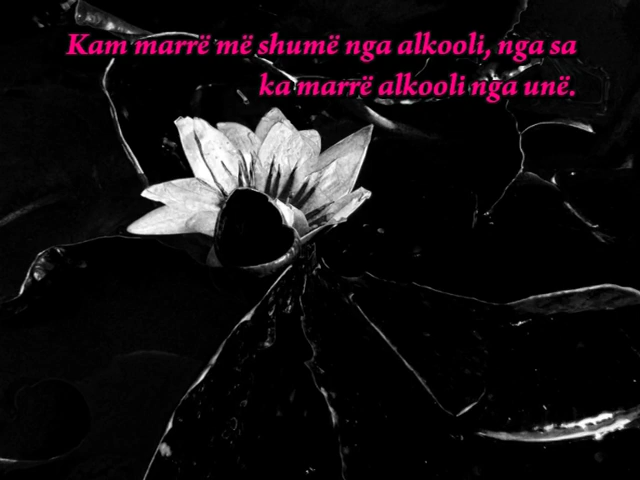 Kam marrë më shumë nga alkooli, nga sa
ka marrë alkooli nga unë.